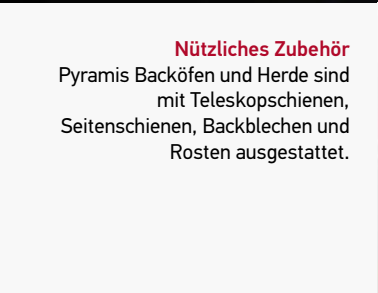 Nützliches Zubehör
Pyramis Backöfen und Herde sind
mit Teleskopschienen,
Seitenschienen, Backblechen und
Rosten ausgestattet.